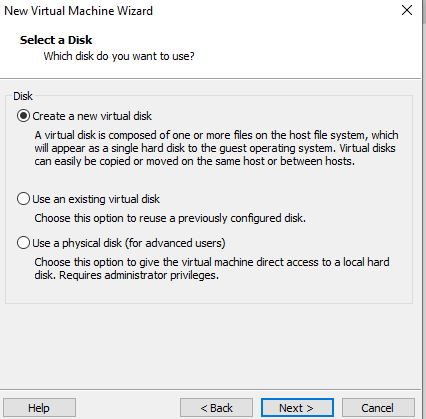 New Virtual Machine Wizard
Select a Disk
Which disk do you want to use?
Disk
Create a new virtual disk
A virtual disk is composed of one or more files on the host file system, which
will appear as a single hard disk to the guest operating system. Virtual disks
can easily be copied or moved on the same host or between hosts.
Use an existing virtual disk
Choose this option to reuse a previously configured disk.
Use a physical disk (for advanced users)
Choose this option to give the virtual machine direct access to a local hard
disk. Requires administrator privileges.
Help
< Back
Next >
Cancel